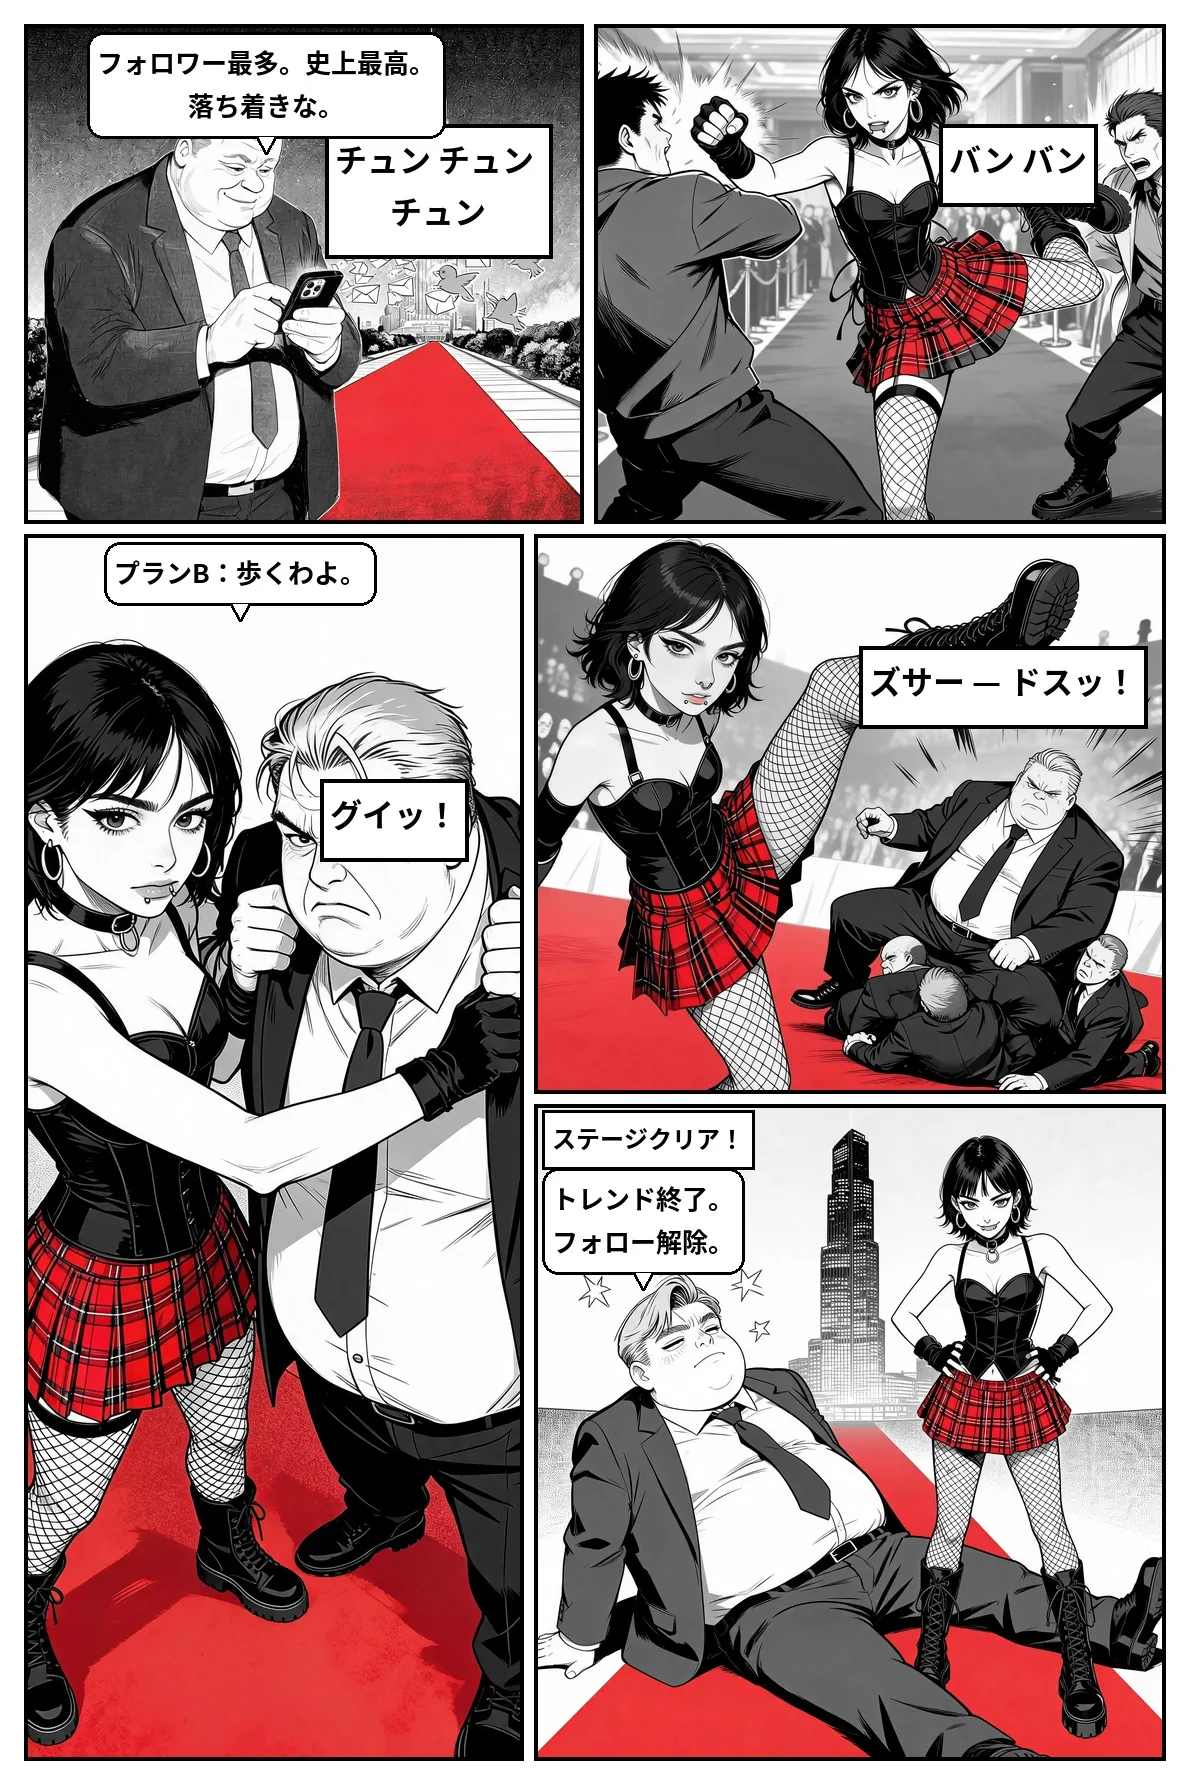 フォロワー最多。史上最高。
落ち着きな。
チュン チュン
チュン
バン バン
プランB：歩くわよ。
グイッ！
ズサー — ドスッ！
ステージクリア！
トレンド終了。
フォロー解除。